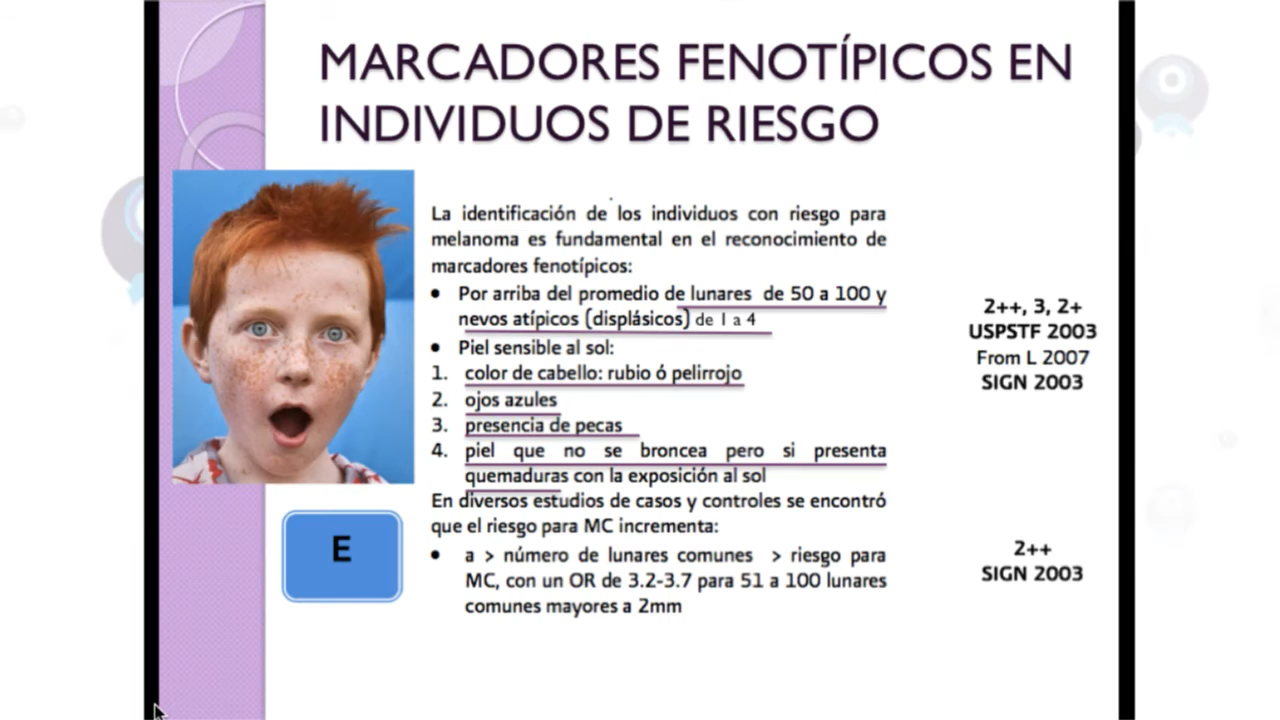 MARCADORES FENOTÍPICOS EN
INDIVIDUOS DE RIESGO
La identificación de los individuos con riesgo para
melanoma es fundamental en el reconocimiento de
marcadores fenotípicos:
• Por arriba del promedio de lunares de 50 a 100 y
nevos atípicos (displásicos) de 1 a 4
• Piel sensible al sol:
1. color de cabello: rubio ó pelirrojo
2. ojos azules
3. presencia de pecas
4. piel que no se broncea pero si presenta
quemaduras con la exposición al sol
En diversos estudios de casos y controles se encontró
que el riesgo para MC incrementa:
• a > número de lunares comunes > riesgo para
MC, con un OR de 3.2-3.7 para 51 a 100 lunares
comunes mayores a 2mm
2++, 3, 2+
USPSTF 2003
From L 2007
SIGN 2003
E
2++
SIGN 2003